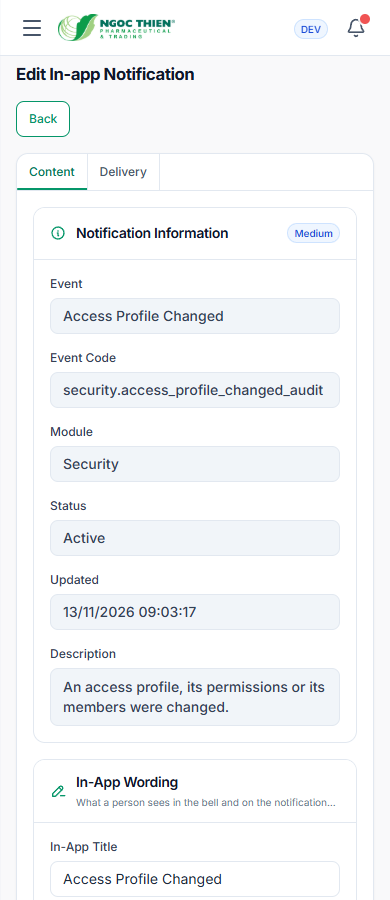 NGOC THIEN®
PHARMACEUTICAL
& TRADING
DEV
Edit In-app Notification
Back
Content
Delivery
Notification Information
Medium
Event
Access Profile Changed
Event Code
security.access_profile_changed_audit
Module
Security
Status
Active
Updated
13/11/2026 09:03:17
Description
An access profile, its permissions or its
members were changed.
In-App Wording
What a person sees in the bell and on the notification...
In-App Title
Access Profile Changed